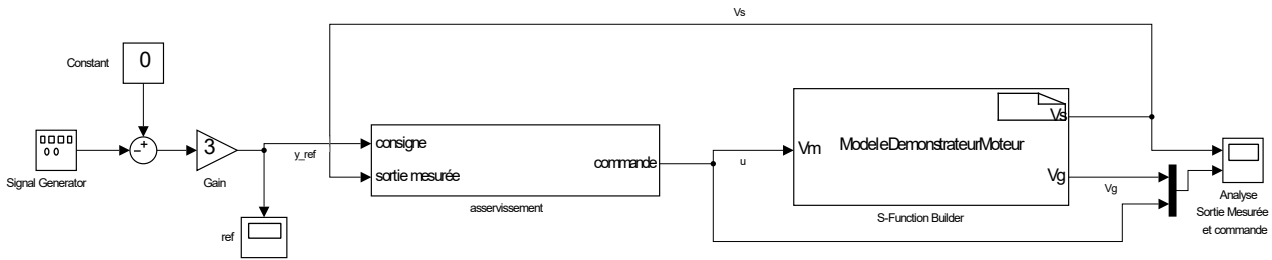 Vs
Constant
0
Signal Generator
- +
3
Gain
y_ref
ref
consigne
sortie mesurée
commande
asservissement
u
Vm
ModeleDemonstrateurMoteur
Vs
Vg
S-Function Builder
Vg
Analyse
Sortie Mesurée
et commande